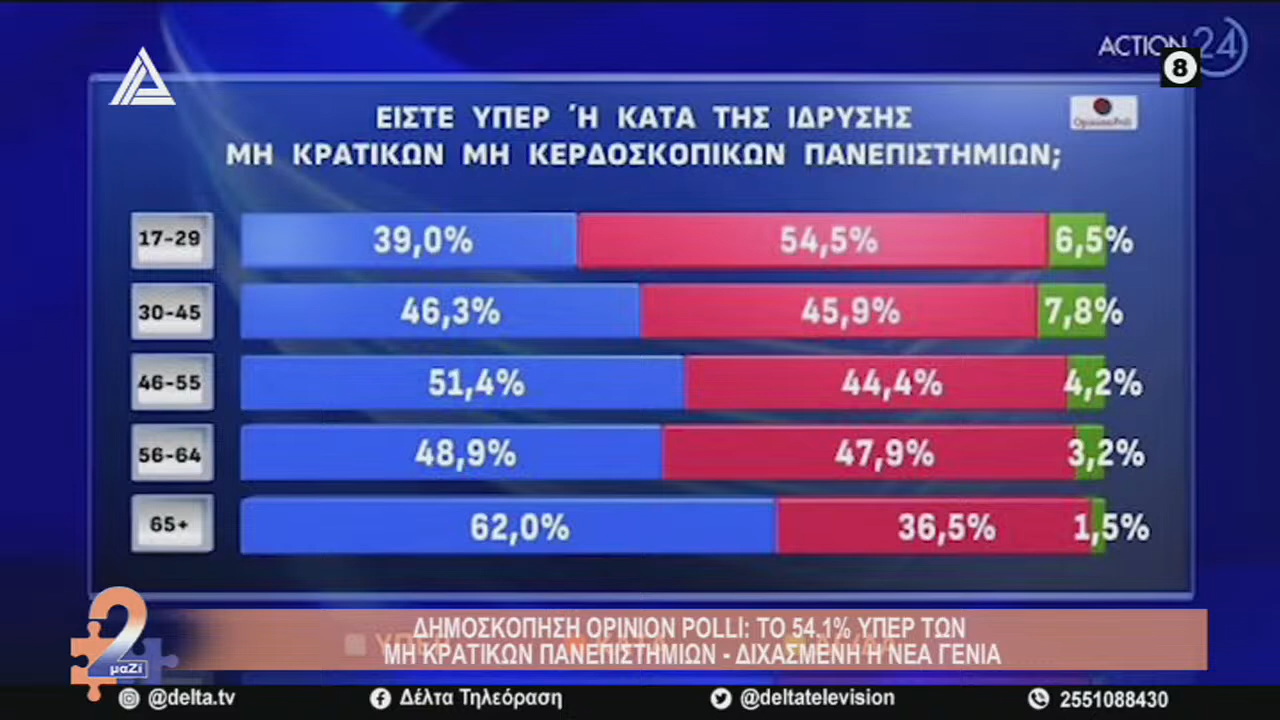 ACTION 24
8
ΕΙΣΤΕ ΥΠΕΡ Ή ΚΑΤΑ ΤΗΣ ΙΔΡΥΣΗΣ
ΜΗ ΚΡΑΤΙΚΩΝ ΜΗ ΚΕΡΔΟΣΚΟΠΙΚΩΝ ΠΑΝΕΠΙΣΤΗΜΙΩΝ;
OpinionPoll
17-29 39,0% 54,5% 6,5%
30-45 46,3% 45,9% 7,8%
46-55 51,4% 44,4% 4,2%
56-64 48,9% 47,9% 3,2%
65+ 62,0% 36,5% 1,5%
2 μαζί
ΔΗΜΟΣΚΟΠΗΣΗ OPINION POLLI: ΤΟ 54.1% ΥΠΕΡ ΤΩΝ
ΜΗ ΚΡΑΤΙΚΩΝ ΠΑΝΕΠΙΣΤΗΜΙΩΝ - ΔΙΧΑΣΜΕΝΗ Η ΝΕΑ ΓΕΝΙΑ
@delta.tv Δέλτα Τηλεόραση @deltatelevision 2551088430